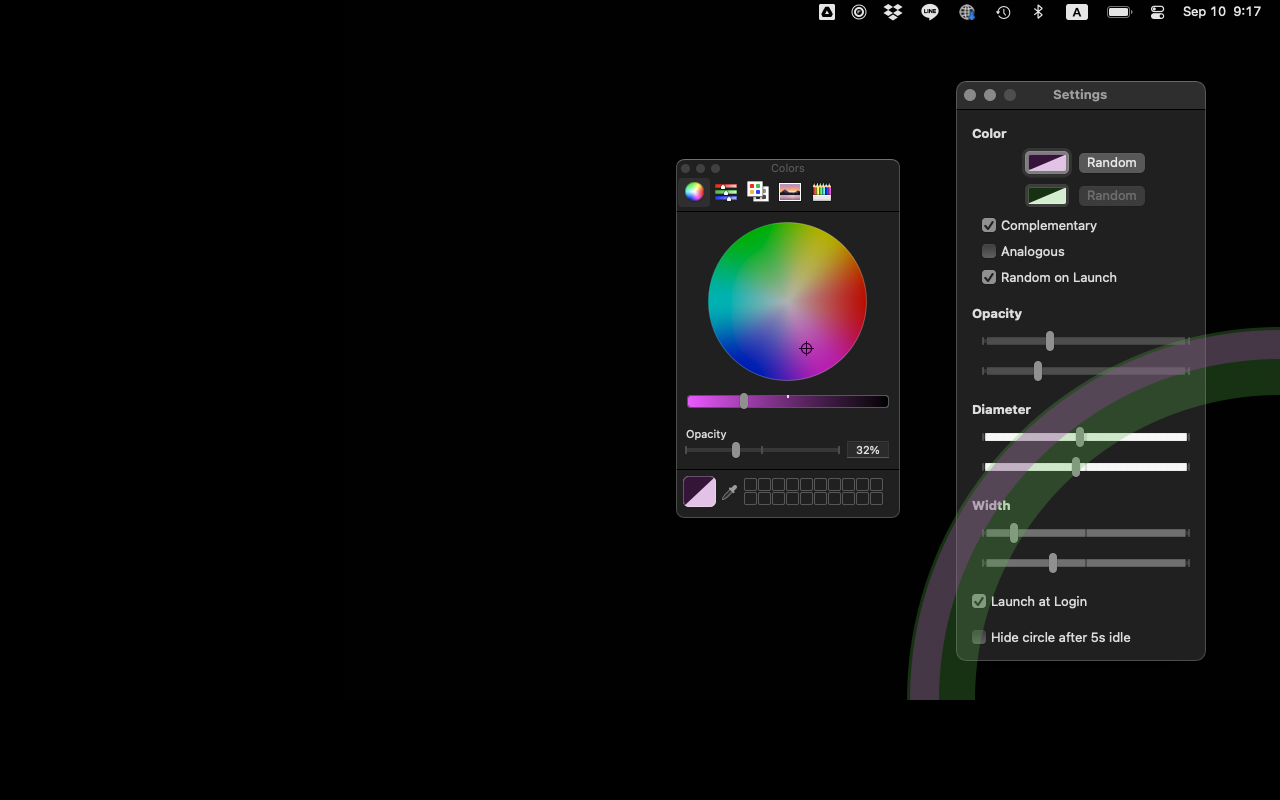 LINE A Sep 10 9:17
Settings
Color
Random
Random
Complementary
Analogous
Random on Launch
Opacity
Diameter
Width
Launch at Login
Hide circle after 5s idle
Colors
Opacity
32%